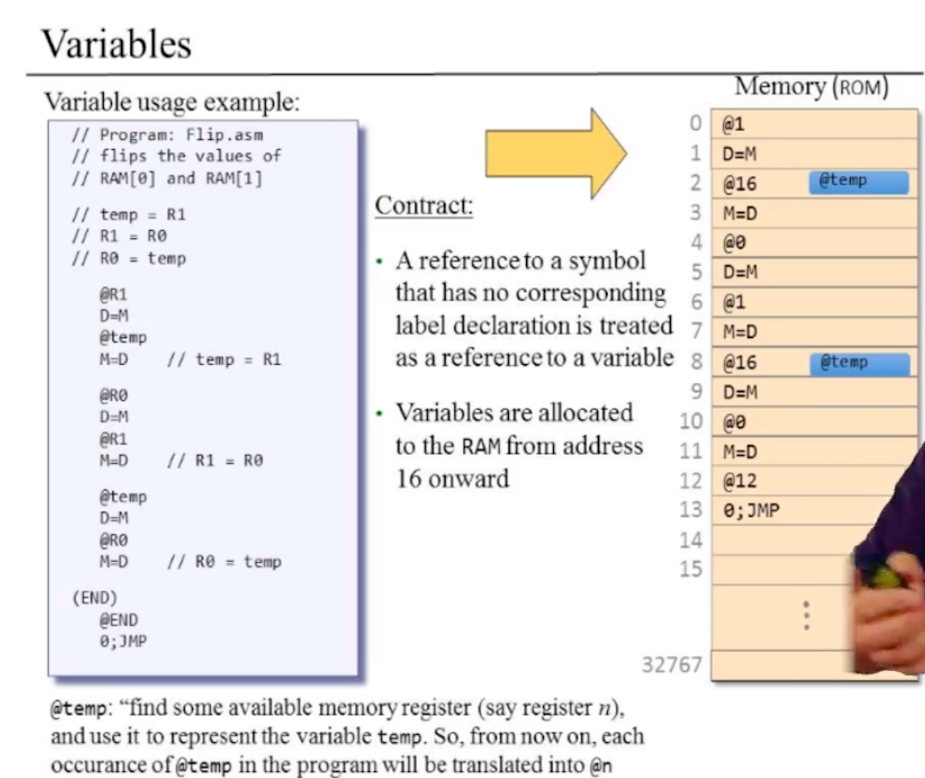 Variables
Variable usage example:
// Program: Flip.asm
// flips the values of
// RAM[0] and RAM[1]
// temp = R1
// R1 = R0
// R0 = temp
@R1
D=M
@temp
M=D // temp = R1
@R0
D=M
@R1
M=D // R1 = R0
@temp
D=M
@R0
M=D // R0 = temp
(END)
@END
0;JMP
@temp: “find some available memory register (say register n),
and use it to represent the variable temp. So, from now on, each
occurance of @temp in the program will be translated into @n
Contract:
• A reference to a symbol
that has no corresponding
label declaration is treated
as a reference to a variable
• Variables are allocated
to the RAM from address
16 onward
Memory (ROM)
0 @1
1 D=M
2 @16 @temp
3 M=D
4 @0
5 D=M
6 @1
7 M=D
8 @16 @temp
9 D=M
10 @0
11 M=D
12 @12
13 0;JMP
14
15
⋮
32767